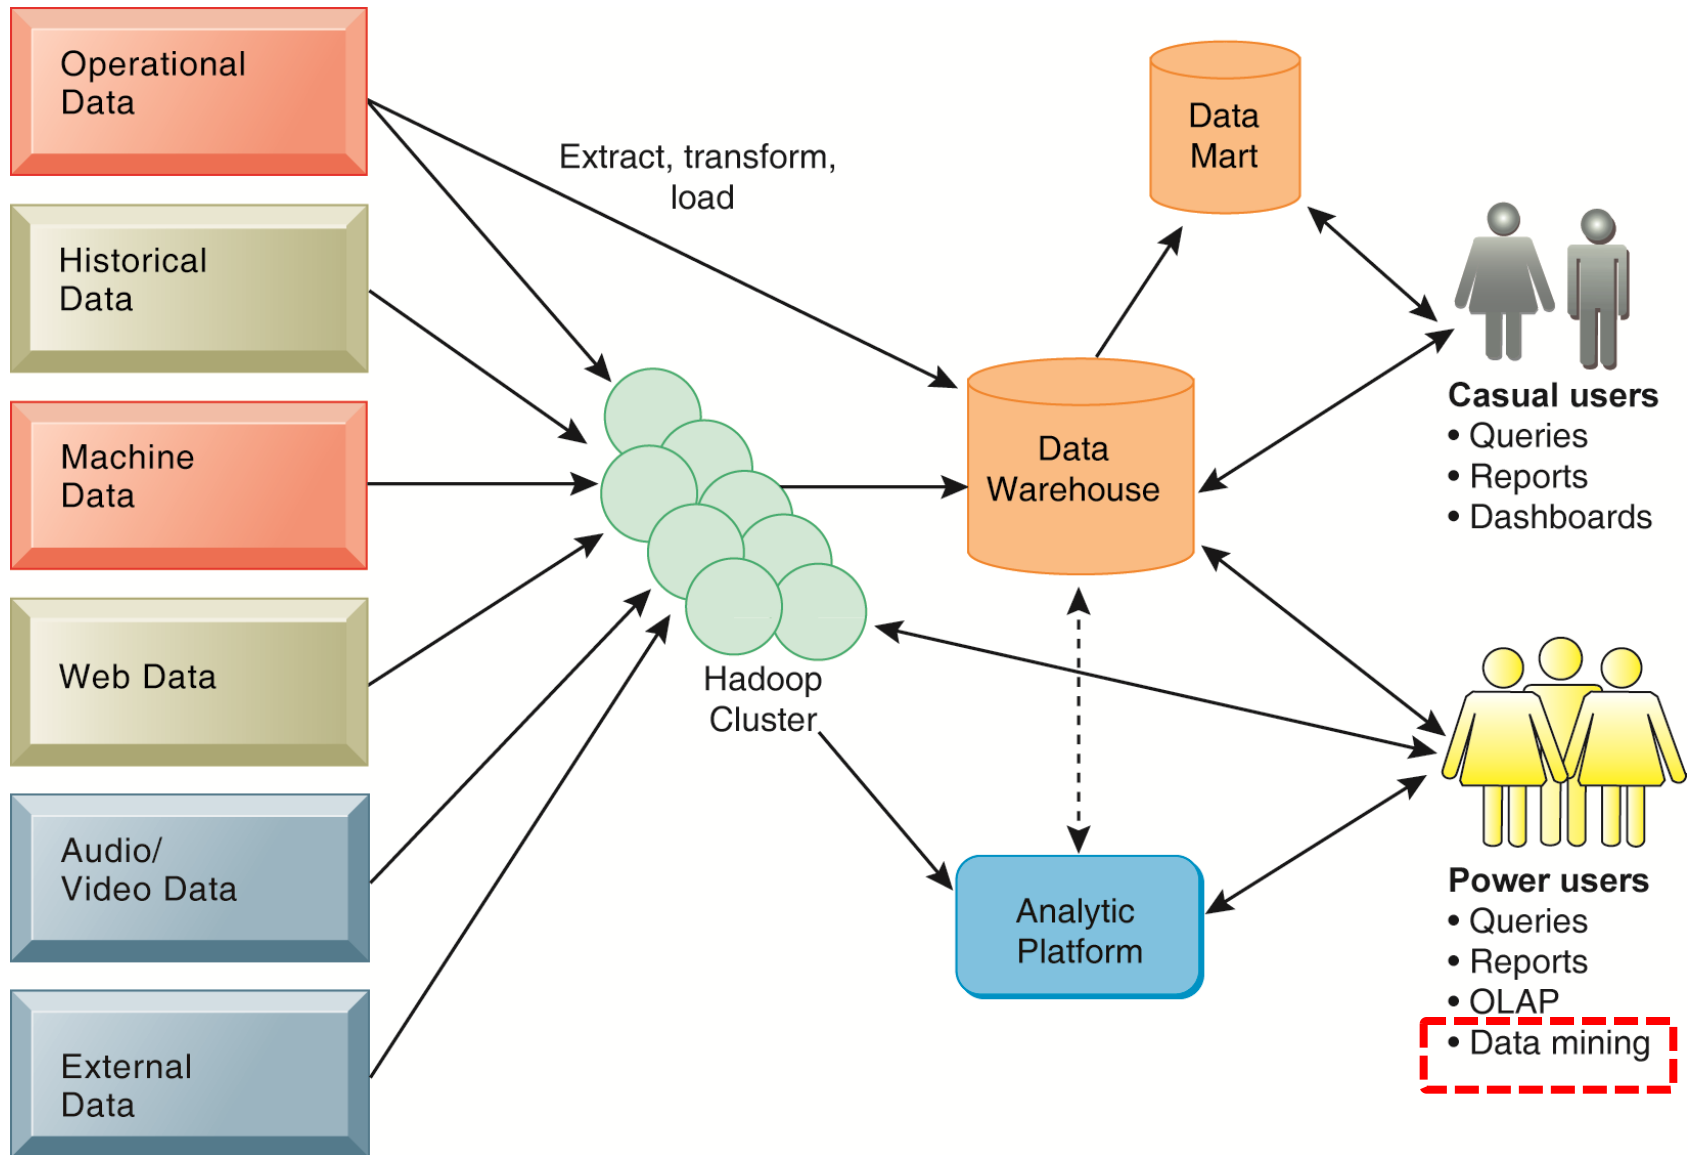 Operational
Data
Historical
Data
Machine
Data
Web Data
Audio/
Video Data
External
Data
Extract, transform,
load
Hadoop
Cluster
Data
Mart
Data
Warehouse
Analytic
Platform
Casual users
• Queries
• Reports
• Dashboards
Power users
• Queries
• Reports
• OLAP
• Data mining